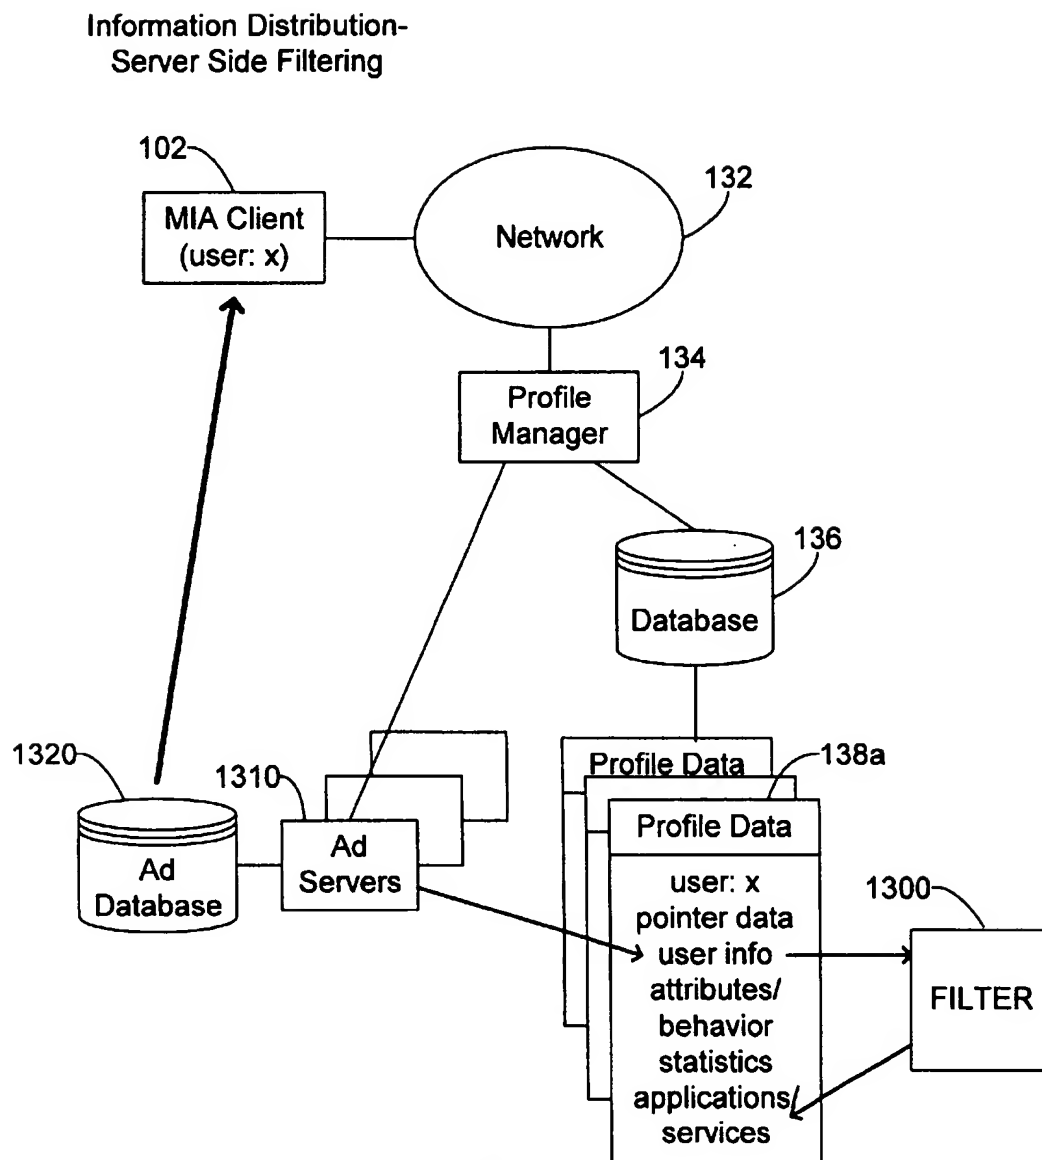 Information Distribution-
Server Side Filtering
102
MIA Client
(user: x)
Network
132
134
Profile
Manager
136
Database
1320
Ad
Database
1310
Ad
Servers
Profile Data
138a
Profile Data
user: x
pointer data
user info
attributes/
behavior
statistics
applications/
services
1300
FILTER